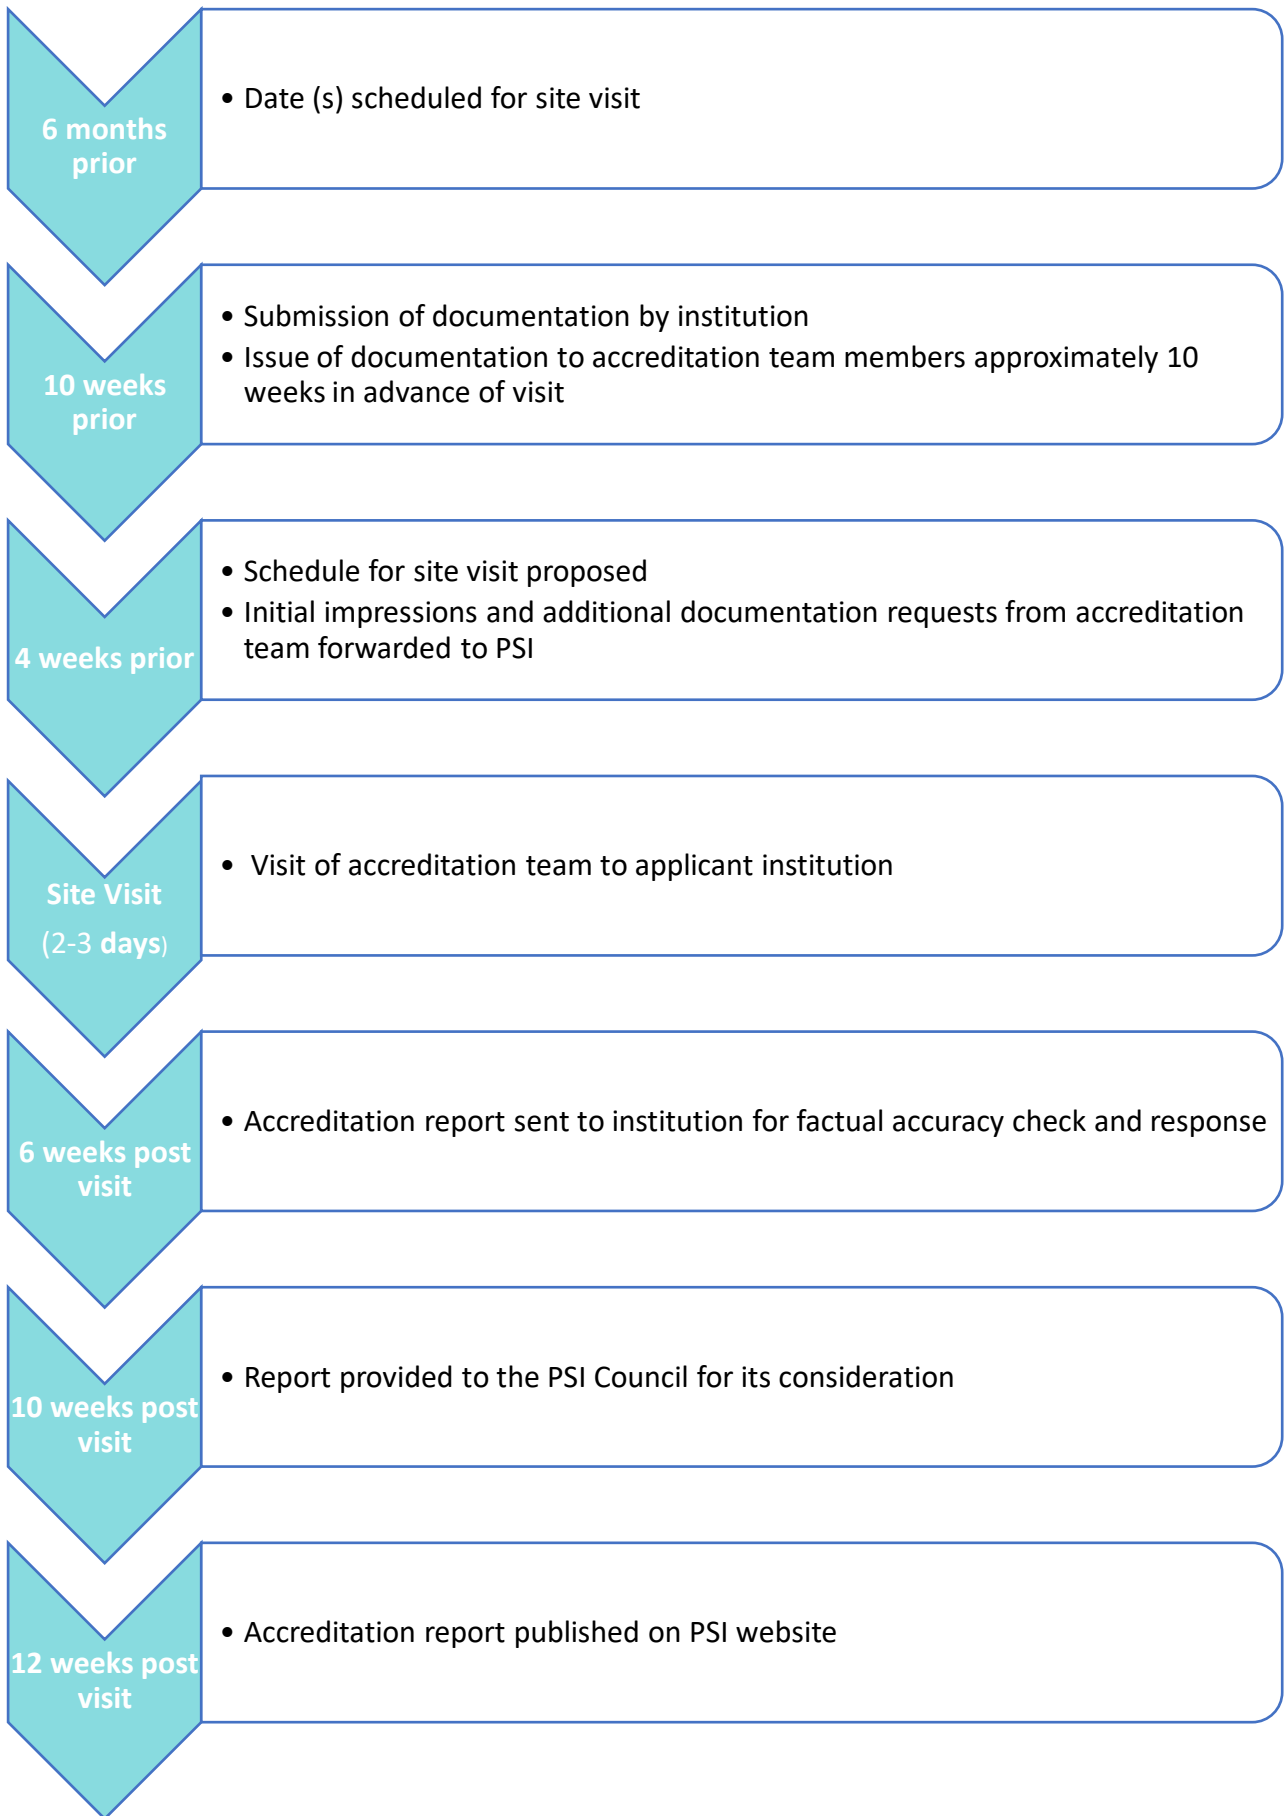 6 months
prior
• Date (s) scheduled for site visit
10 weeks
prior
• Submission of documentation by institution
• Issue of documentation to accreditation team members approximately 10
weeks in advance of visit
4 weeks prior
• Schedule for site visit proposed
• Initial impressions and additional documentation requests from accreditation
team forwarded to PSI
Site Visit
(2-3 days)
• Visit of accreditation team to applicant institution
6 weeks post
visit
• Accreditation report sent to institution for factual accuracy check and response
10 weeks post
visit
• Report provided to the PSI Council for its consideration
12 weeks post
visit
• Accreditation report published on PSI website